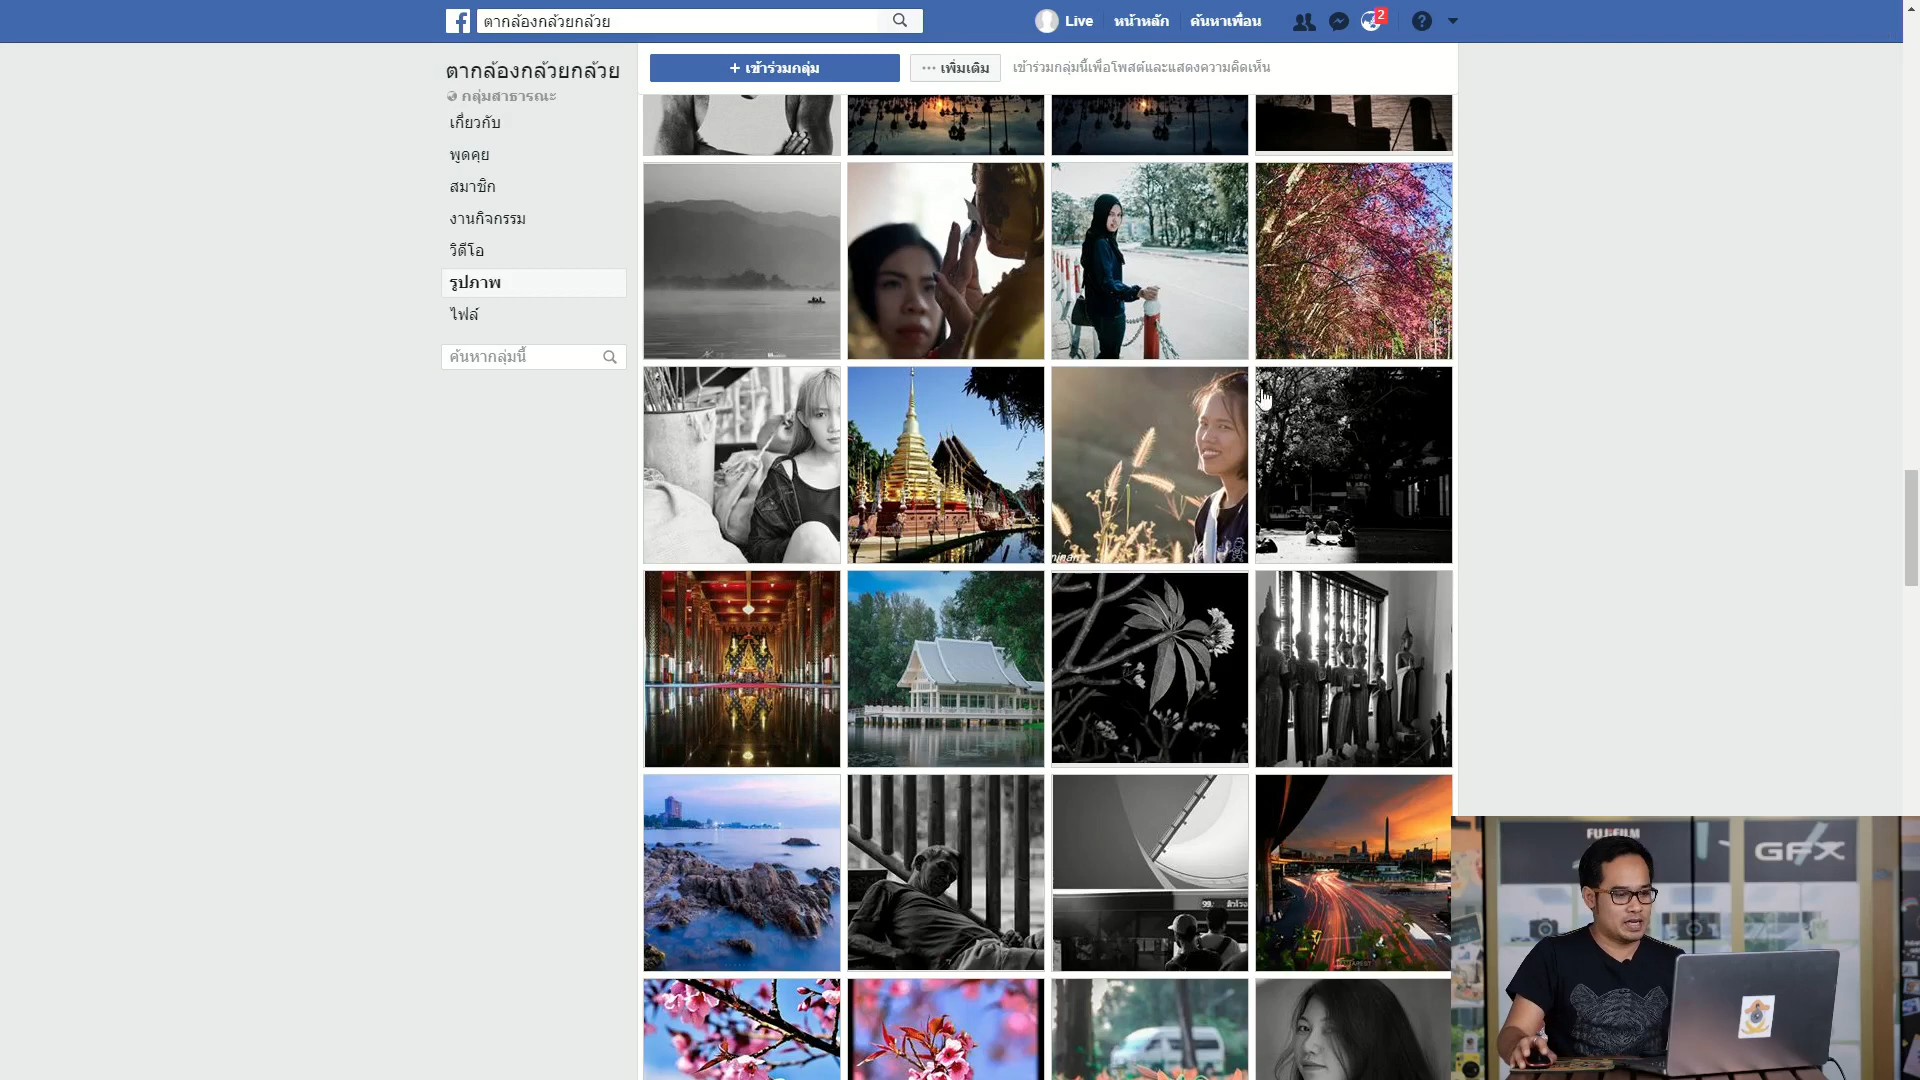 ตากล้องกล้วยกล้วย
Live
หน้าหลัก
ค้นหาเพื่อน
2
ตากล้องกล้วยกล้วย
กลุ่มสาธารณะ
เกี่ยวกับ
พูดคุย
สมาชิก
งานกิจกรรม
วิดีโอ
รูปภาพ
ไฟล์
ค้นหากลุ่มนี้
+ เข้าร่วมกลุ่ม
··· เพิ่มเติม
เข้าร่วมกลุ่มนี้เพื่อโพสต์และแสดงความคิดเห็น
FUJIFILM
GFX